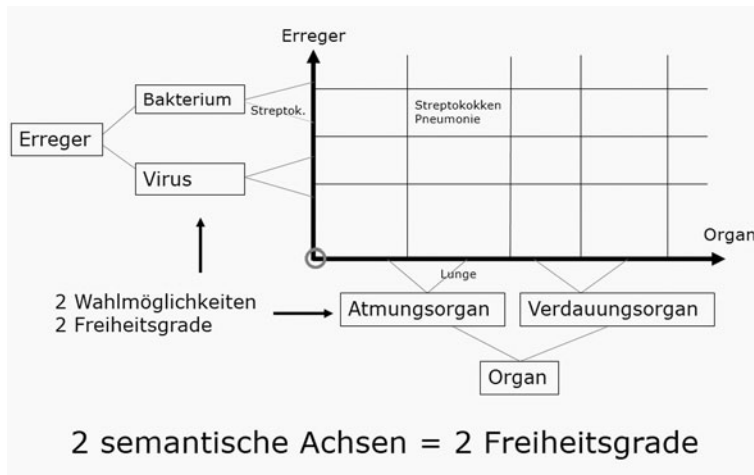 Erreger
Bakterium
Streptok.
Streptokokken
Pneumonie
Erreger
Virus
Organ
Lunge
2 Wahlmöglichkeiten
2 Freiheitsgrade
Atmungsorgan
Verdauungsorgan
Organ
2 semantische Achsen = 2 Freiheitsgrade